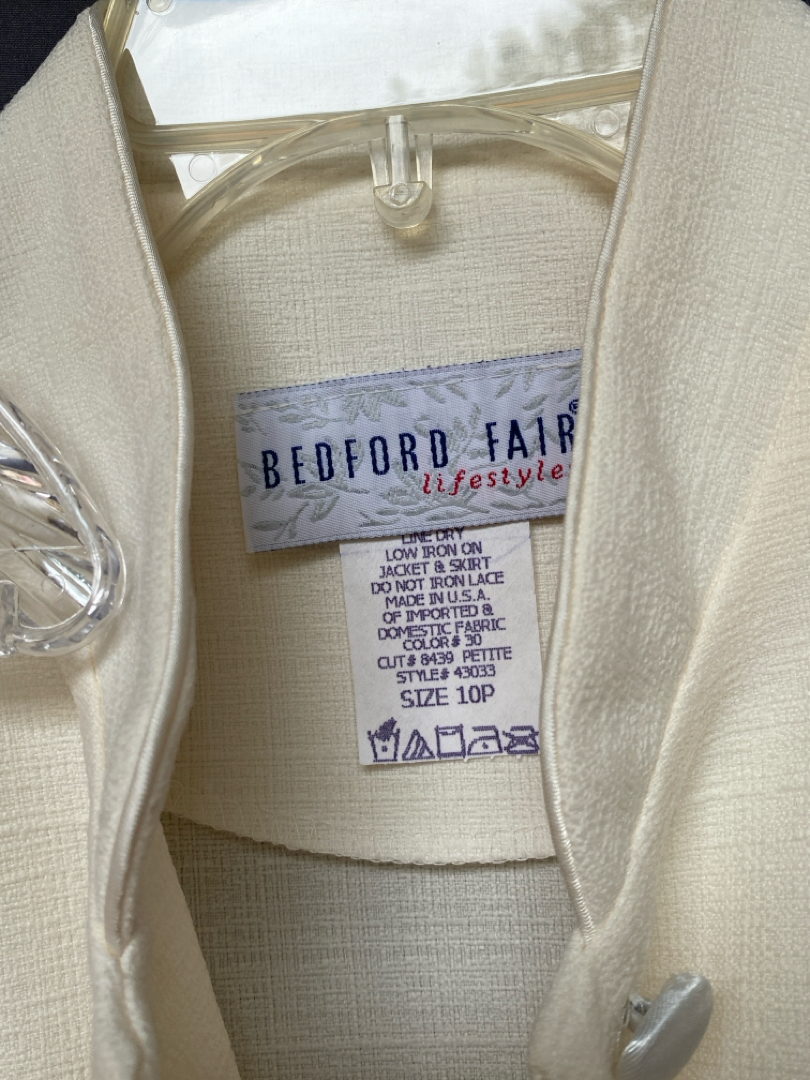 BEDFORD FAIR®
lifestyle
LINE DRY
LOW IRON ON
JACKET & SKIRT
DO NOT IRON LACE
MADE IN U.S.A.
OF IMPORTED &
DOMESTIC FABRIC
COLOR# 30
CUT# 8439 PETITE
STYLE# 43033
SIZE 10P